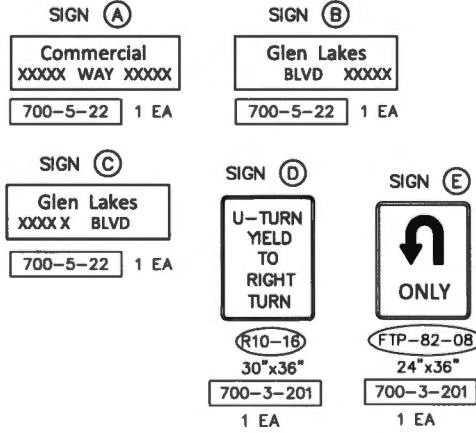 SIGN A
Commercial
XXXXX WAY XXXXX
700-5-22 1 EA
SIGN B
Glen Lakes
BLVD XXXXX
700-5-22 1 EA
SIGN C
Glen Lakes
XXXX X BLVD
700-5-22 1 EA
SIGN D
U-TURN
YIELD
TO
RIGHT
TURN
R10-16
30"x36"
700-3-201
1 EA
SIGN E
ONLY
FTP-82-08
24"x36"
700-3-201
1 EA